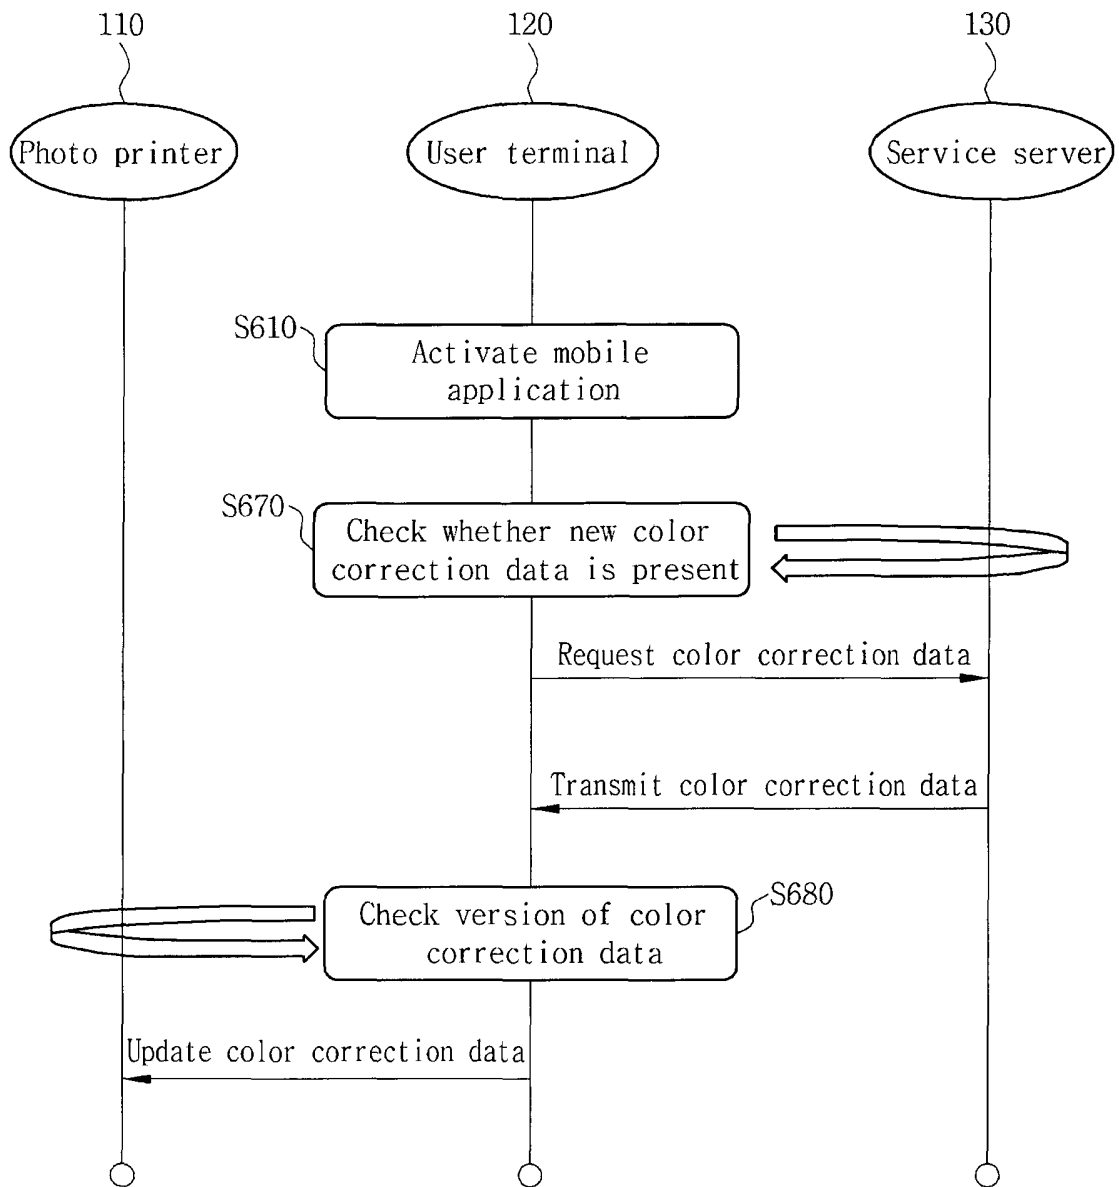 110
120
130
Photo printer
User terminal
Service server
S610
Activate mobile
application
S670
Check whether new color
correction data is present
Request color correction data
Transmit color correction data
S680
Check version of color
correction data
Update color correction data